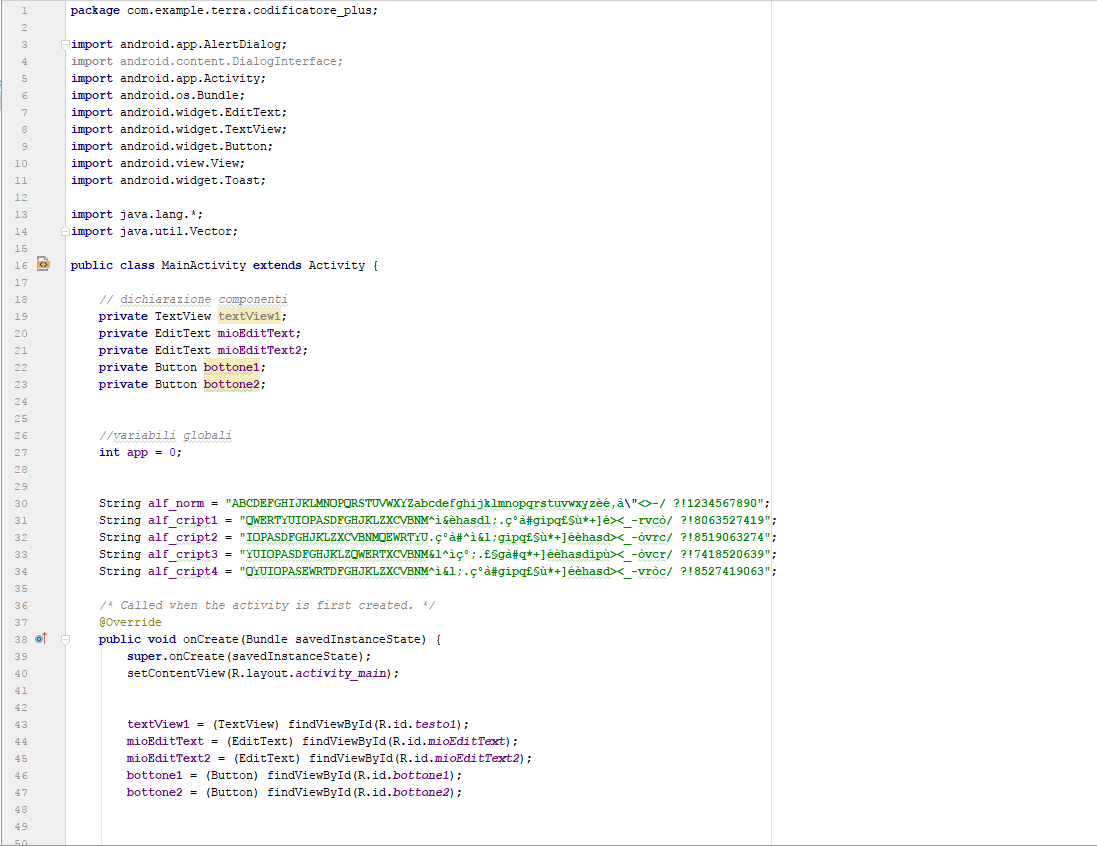 1 package com.example.terra.codificatore_plus;
2
3 import android.app.AlertDialog;
4 import android.content.DialogInterface;
5 import android.app.Activity;
6 import android.os.Bundle;
7 import android.widget.EditText;
8 import android.widget.TextView;
9 import android.widget.Button;
10 import android.view.View;
11 import android.widget.Toast;
12
13 import java.lang.*;
14 import java.util.Vector;
15
16 public class MainActivity extends Activity {
17
18 // dichiarazione componenti
19 private TextView textView1;
20 private EditText mioEditText;
21 private EditText mioEditText2;
22 private Button bottone1;
23 private Button bottone2;
24
25
26 //variabili globali
27 int app = 0;
28
29
30 String alf_norm = "ABCDEFGHIJKLMNOPQRSTUVWXYZabcdefghijklmnopqrstuvwxyzèé,à\"<>-/ ?!1234567890";
31 String alf_cript1 = "QWERTYUIOPASDFGHJKLZXCVBNM^ì&èhasdl;.ç°à#gipq£§ù*+]é><_-rvcò/ ?!8063527419";
32 String alf_cript2 = "IOPASDFGHJKLZXCVBNMQEWRTYU.ç°à#^ì&l;gipq£§ù*+]éèhasd><_-òvrc/ ?!8519063274";
33 String alf_cript3 = "YUIOPASDFGHJKLZQWERTXCVBNM&l^ìç°;.£§gà#q*+]éèhasdipù><_-òvcr/ ?!7418520639";
34 String alf_cript4 = "QYUIOPASEWRTDFGHJKLZXCVBNM^ì&l;.ç°à#gipq£§ù*+]éèhasd><_-vròc/ ?!8527419063";
35
36 /* Called when the activity is first created. */
37 @Override
38 public void onCreate(Bundle savedInstanceState) {
39 super.onCreate(savedInstanceState);
40 setContentView(R.layout.activity_main);
41
42
43 textView1 = (TextView) findViewById(R.id.testo1);
44 mioEditText = (EditText) findViewById(R.id.mioEditText);
45 mioEditText2 = (EditText) findViewById(R.id.mioEditText2);
46 bottone1 = (Button) findViewById(R.id.bottone1);
47 bottone2 = (Button) findViewById(R.id.bottone2);
48
49
50